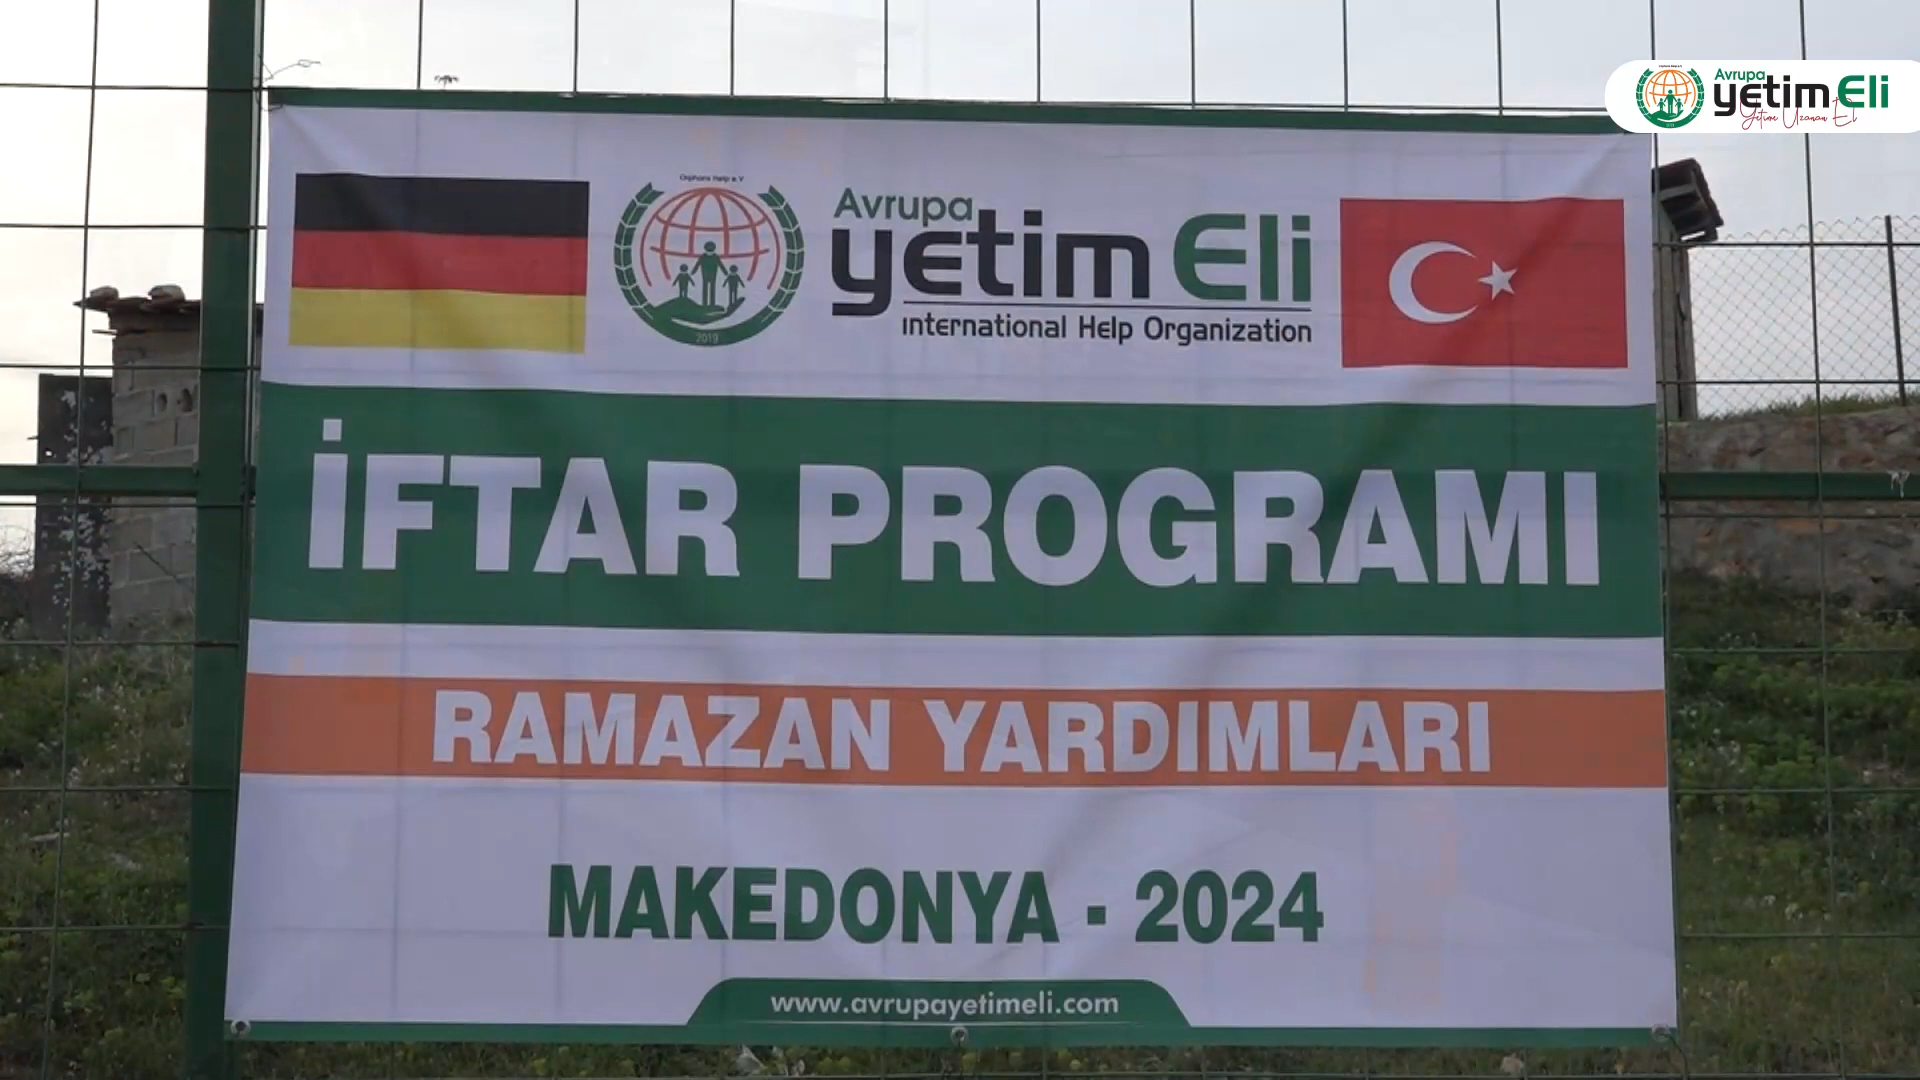 Avrupa
yetim Eli
Yetime Uzanan El
Orphans Help e.V
Avrupa
yetim Eli
International Help Organization
2019
İFTAR PROGRAMI
RAMAZAN YARDIMLARI
MAKEDONYA - 2024
www.avrupayetimeli.com